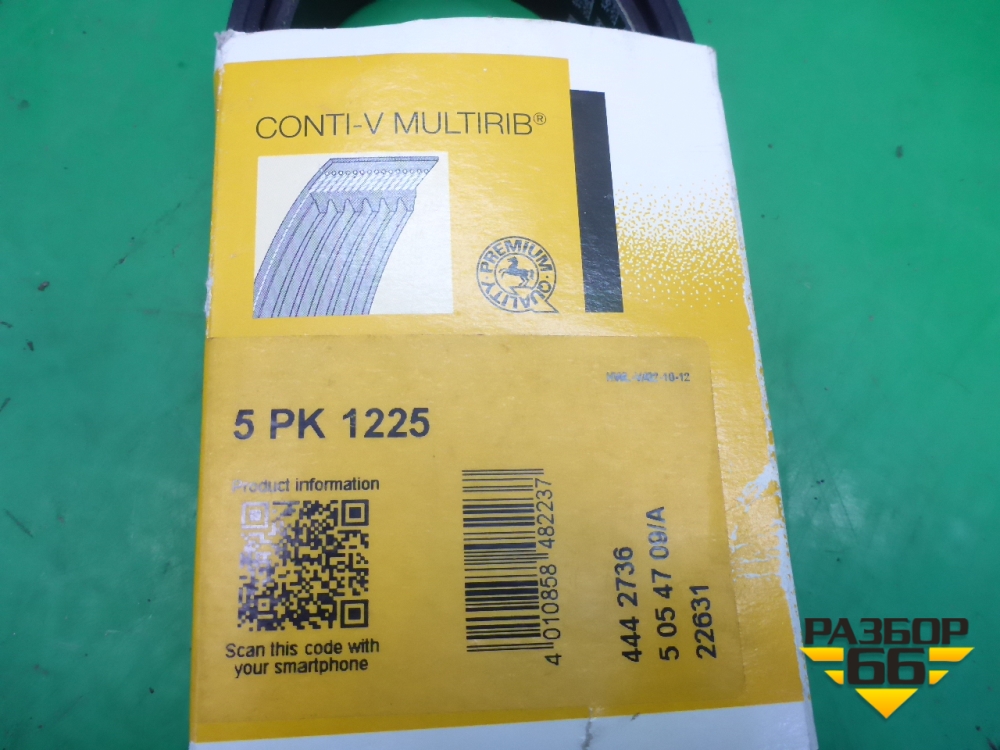 CONTI-V MULTIRIB®
PREMIUM · QUALITY ·
5 PK 1225
Product information
Scan this code with
your smartphone
4 010858 482237
444 2736
5 05 47 09/A
22631
РАЗБОР
66